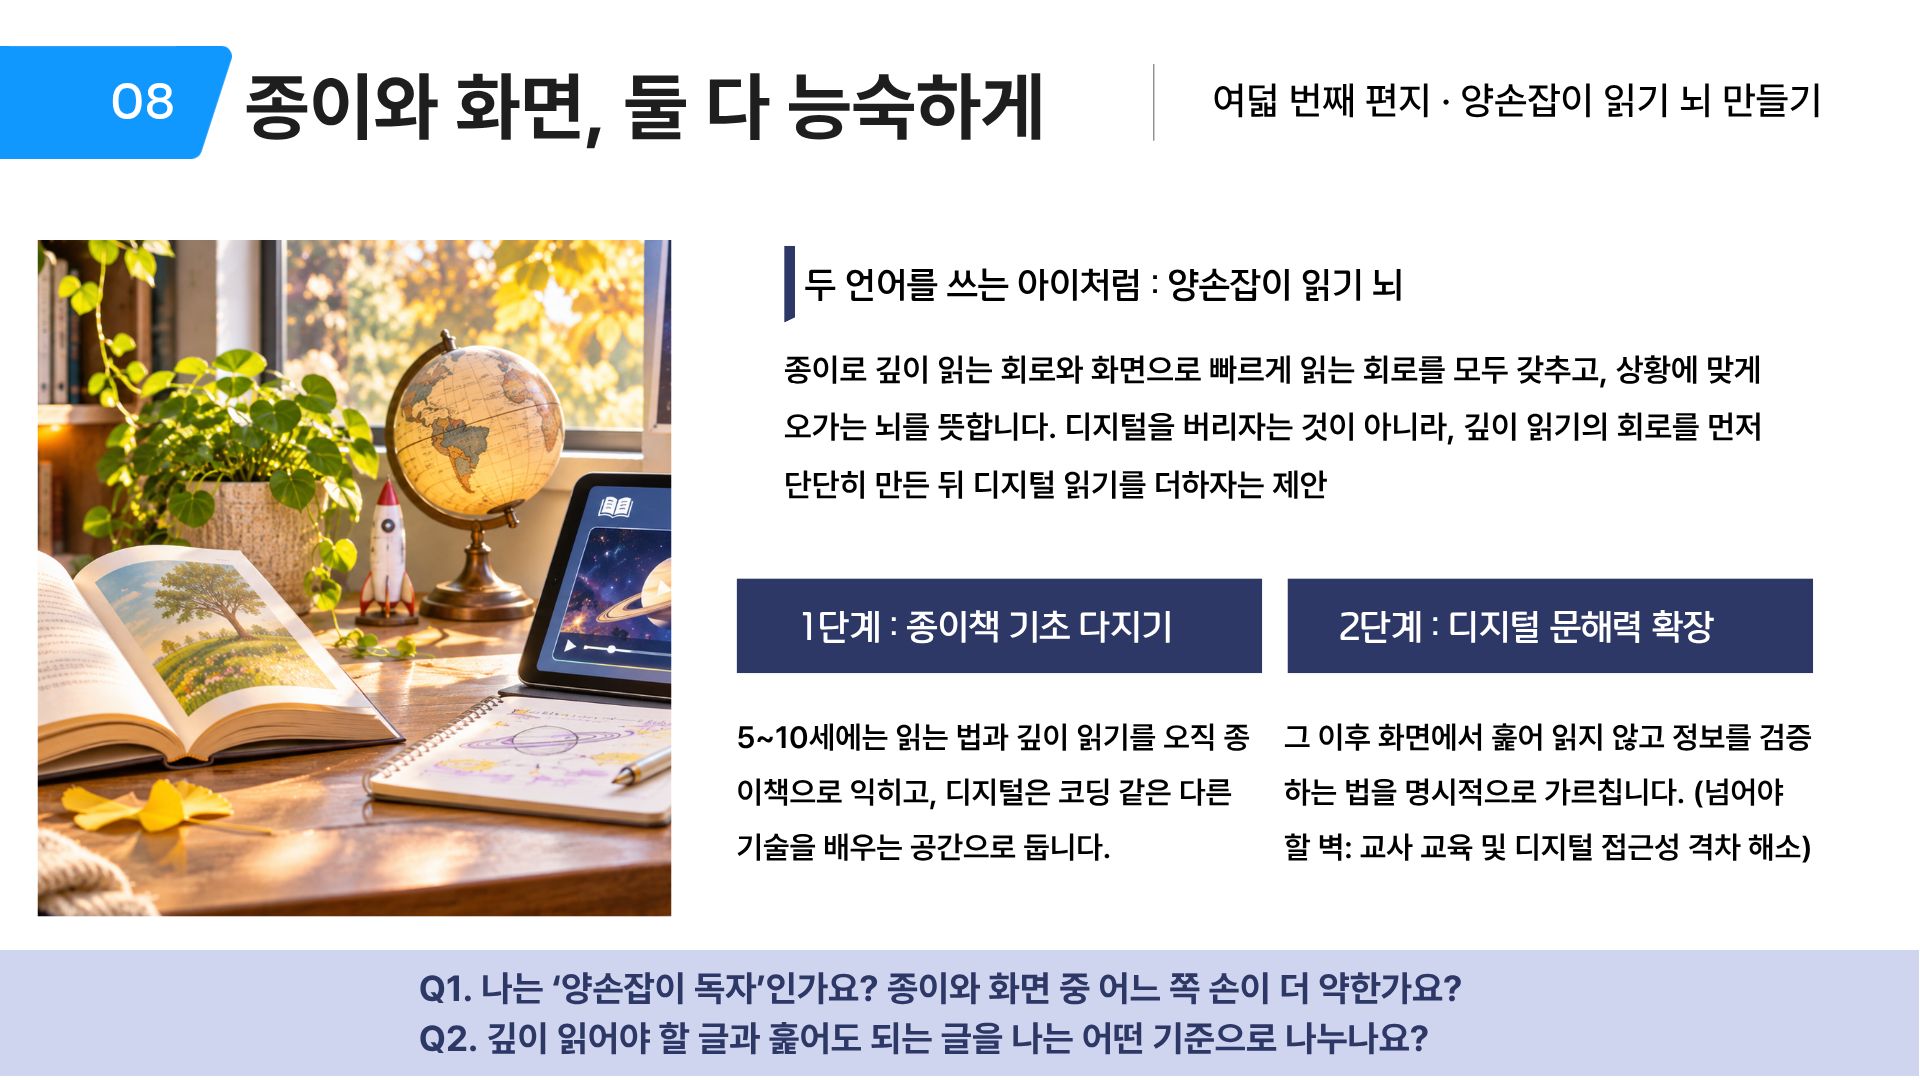 08
종이와 화면, 둘 다 능숙하게
여덟 번째 편지 · 양손잡이 읽기 뇌 만들기
두 언어를 쓰는 아이처럼 : 양손잡이 읽기 뇌
종이로 깊이 읽는 회로와 화면으로 빠르게 읽는 회로를 모두 갖추고, 상황에 맞게
오가는 뇌를 뜻합니다. 디지털을 버리자는 것이 아니라, 깊이 읽기의 회로를 먼저
단단히 만든 뒤 디지털 읽기를 더하자는 제안
1단계 : 종이책 기초 다지기
5~10세에는 읽는 법과 깊이 읽기를 오직 종
이책으로 익히고, 디지털은 코딩 같은 다른
기술을 배우는 공간으로 둡니다.
2단계 : 디지털 문해력 확장
그 이후 화면에서 훑어 읽지 않고 정보를 검증
하는 법을 명시적으로 가르칩니다. (넘어야
할 벽: 교사 교육 및 디지털 접근성 격차 해소)
Q1. 나는 ‘양손잡이 독자’인가요? 종이와 화면 중 어느 쪽 손이 더 약한가요?
Q2. 깊이 읽어야 할 글과 훑어도 되는 글을 나는 어떤 기준으로 나누나요?